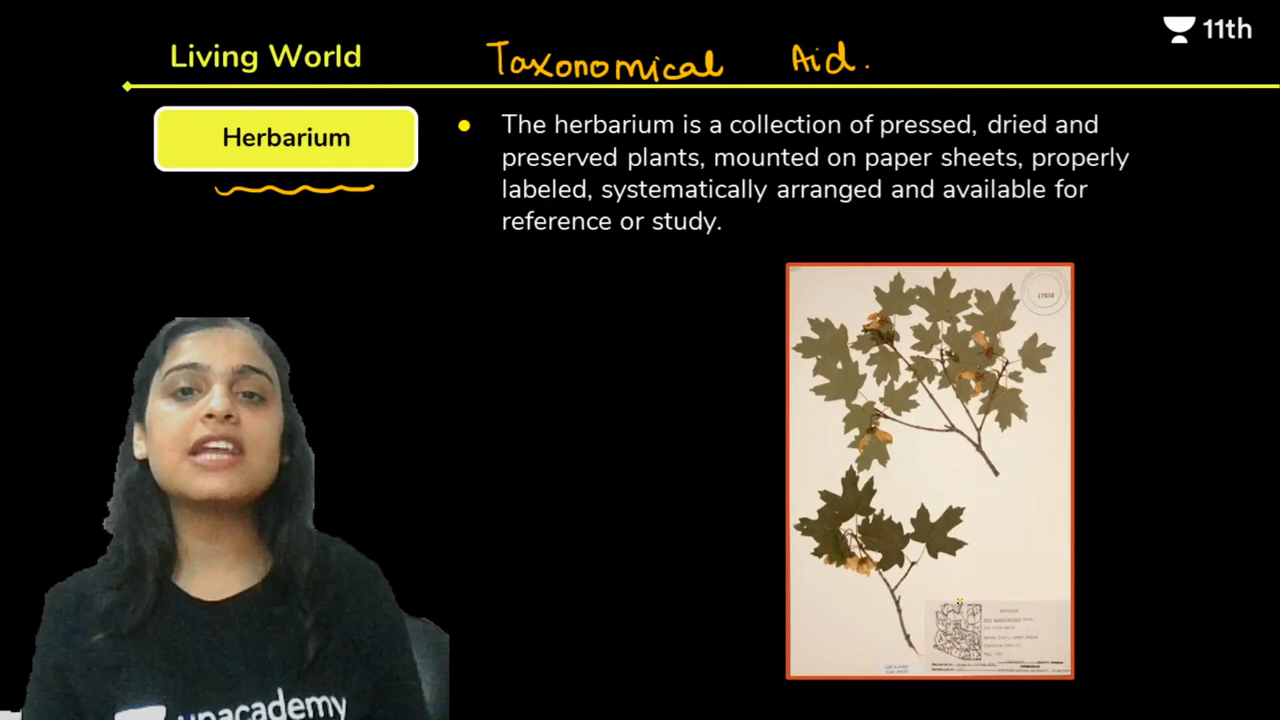 Living World
Taxonomical Aid.
11th
Herbarium
• The herbarium is a collection of pressed, dried and
preserved plants, mounted on paper sheets, properly
labeled, systematically arranged and available for
reference or study.
17050
unacademy